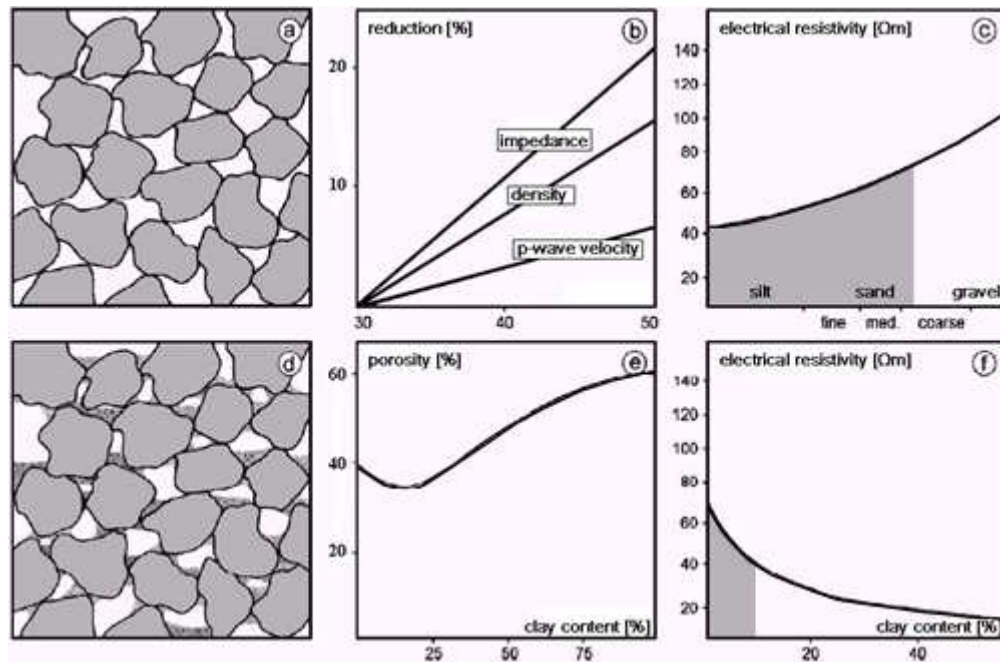 a
reduction [%]
b
20
10
impedance
density
p-wave velocity
30
40
50
electrical resistivity [Ωm]
c
140
120
100
80
60
40
20
silt
sand
gravel
fine
med.
coarse
d
porosity [%]
e
60
40
20
clay content [%]
25
50
75
electrical resistivity [Ωm]
f
140
120
100
80
60
40
20
clay content [%]
20
40